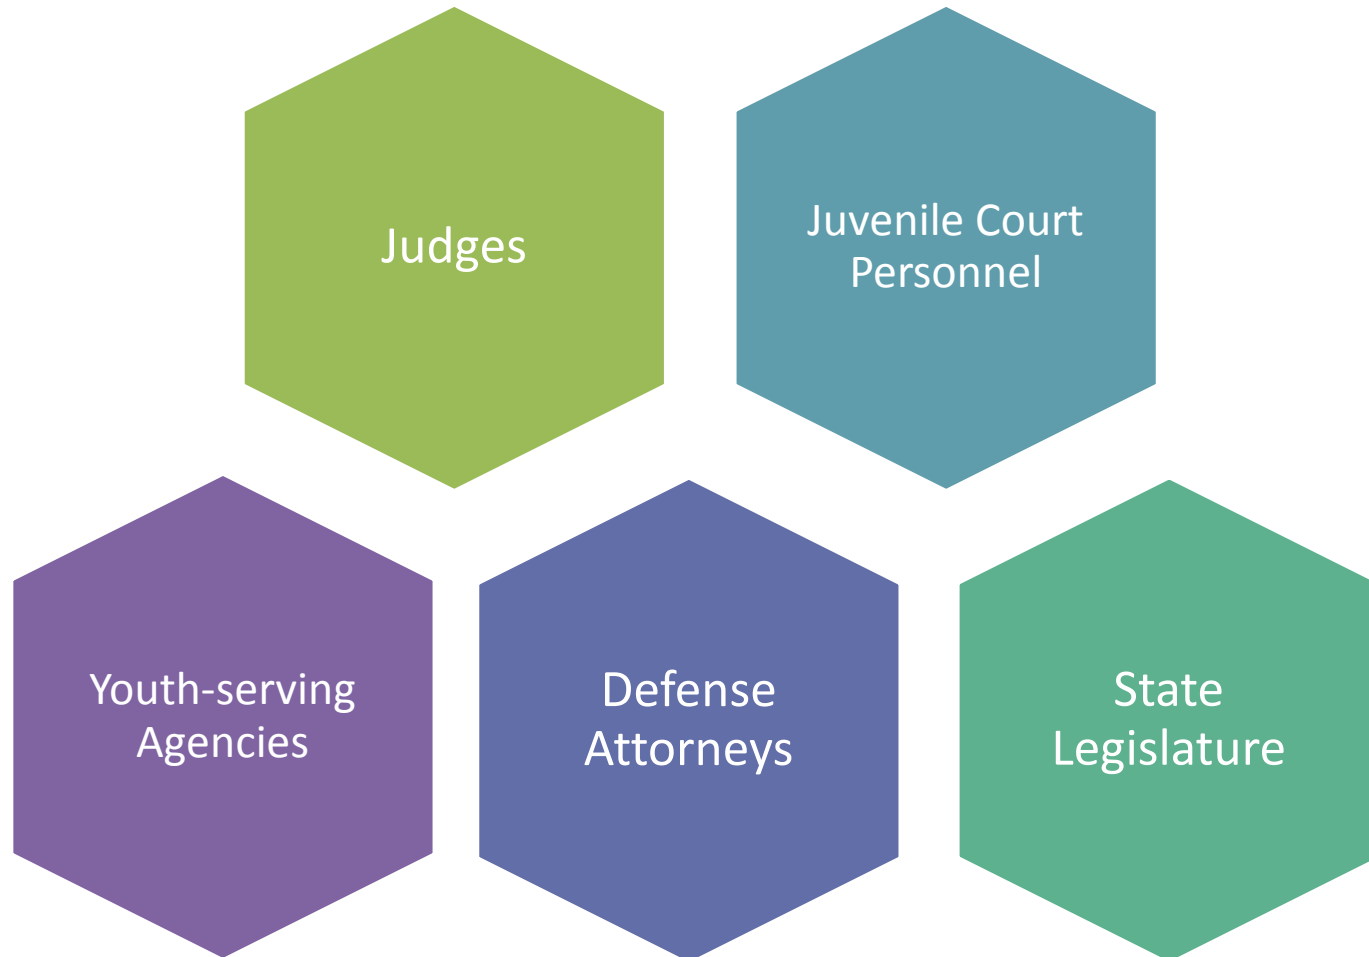 Judges
Juvenile Court
Personnel
Youth-serving
Agencies
Defense
Attorneys
State
Legislature